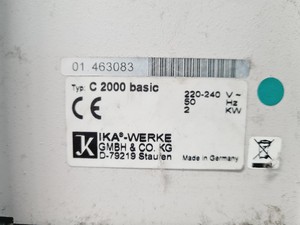 01 463083
Typ. C 2000 basic
220-240 V ~
50 Hz
2 KW
CE
IKA®-WERKE
GMBH & CO. KG
D-79219 Staufen
Made in Germany